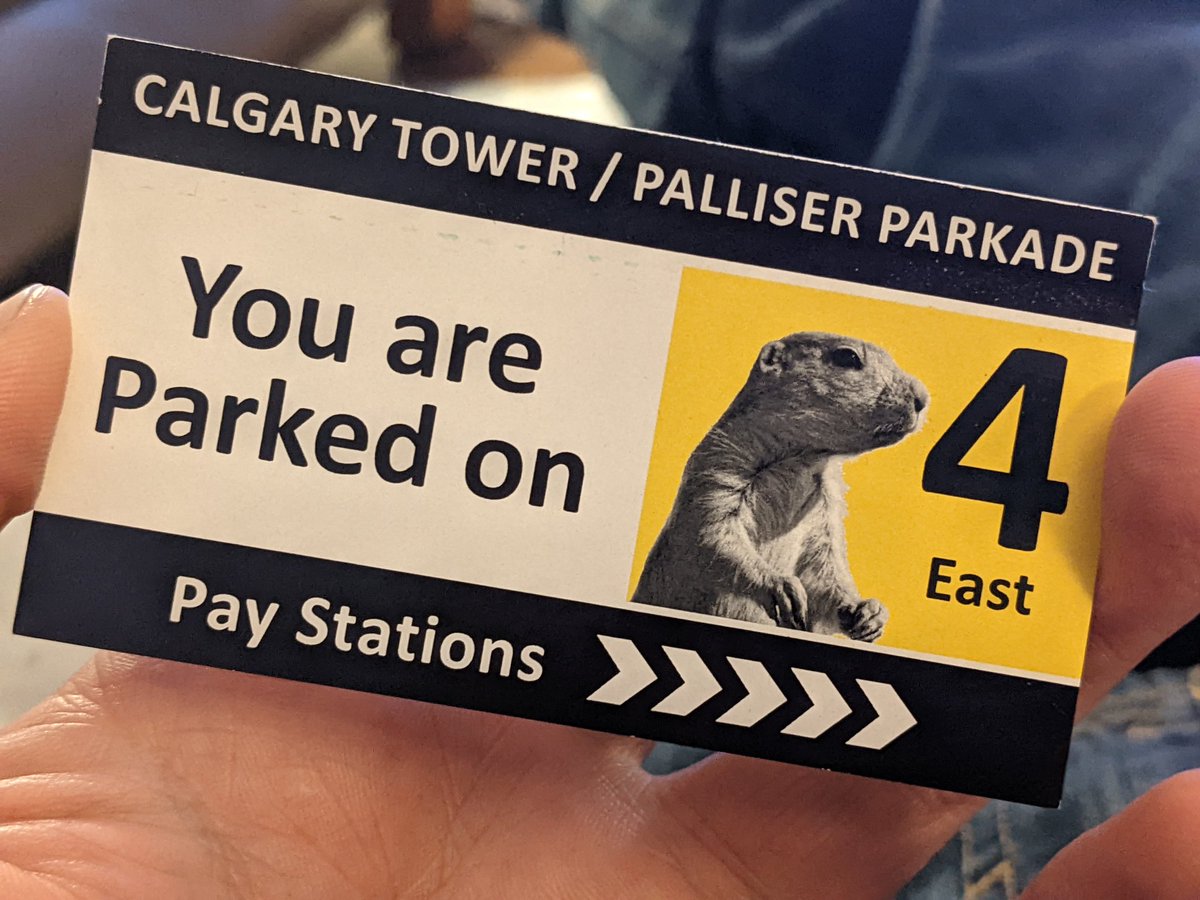 CALGARY TOWER / PALLISER PARKADE
You are
Parked on
4
East
Pay Stations